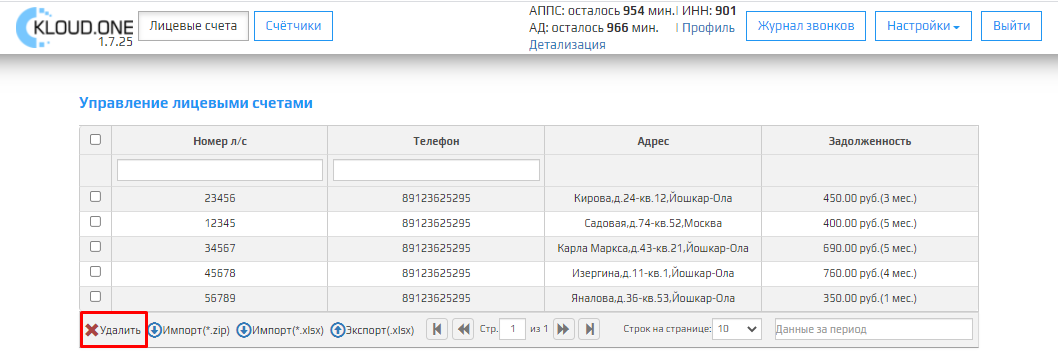 KLOUD.ONE
1.7.25
Лицевые счета
Счётчики
АППС: осталось 954 мин.| ИНН: 901
АД: осталось 966 мин. | Профиль
Детализация
Журнал звонков
Настройки
Выйти
Управление лицевыми счетами
Номер л/с Телефон Адрес Задолженность
23456 89123625295 Кирова,д.24-кв.12,Йошкар-Ола 450.00 руб.(3 мес.)
12345 89123625295 Садовая,д.74-кв.52,Москва 400.00 руб.(5 мес.)
34567 89123625295 Карла Маркса,д.43-кв.21,Йошкар-Ола 690.00 руб.(5 мес.)
45678 89123625295 Изергина,д.11-кв.1,Йошкар-Ола 760.00 руб.(4 мес.)
56789 89123625295 Яналова,д.36-кв.53,Йошкар-Ола 350.00 руб.(1 мес.)
Удалить Импорт(*.zip) Импорт(*.xlsx) Экспорт(.xlsx) Стр. 1 из 1 Строк на странице: 10 Данные за период